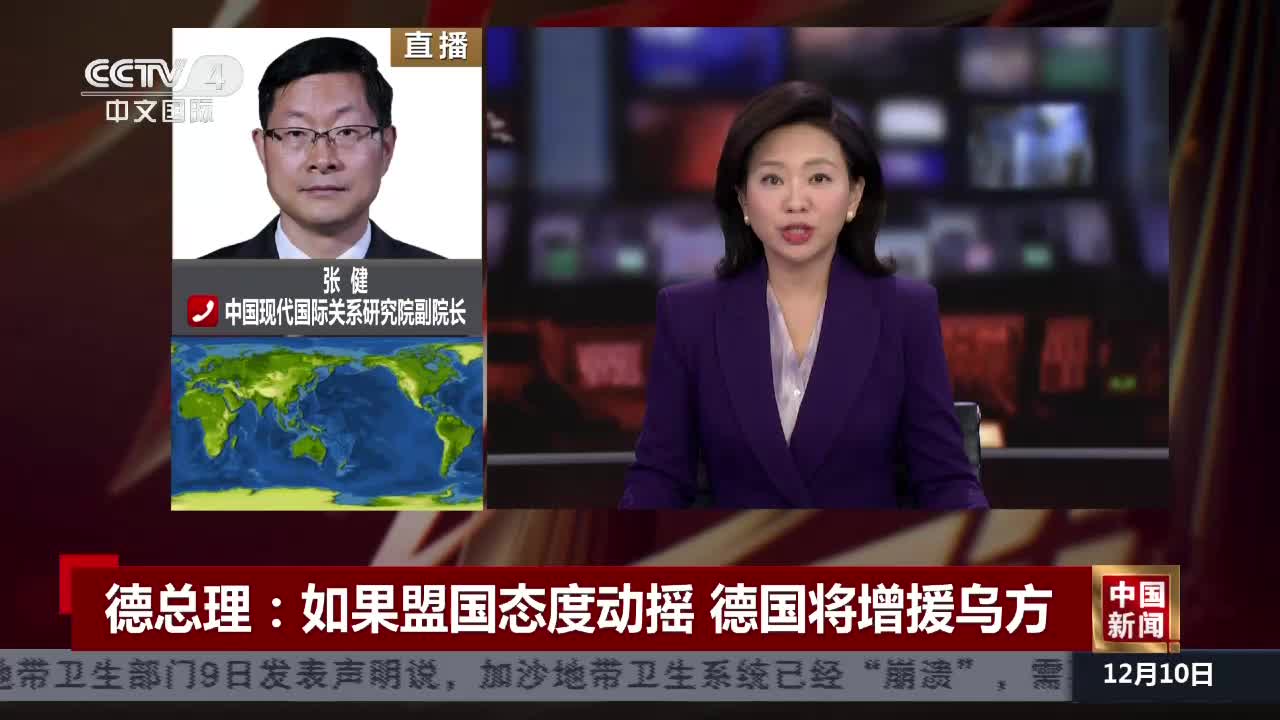 CCTV 4
中文国际
直播
张 健
中国现代国际关系研究院副院长
德总理：如果盟国态度动摇 德国将增援乌方
中国
新闻
地带卫生部门9日发表声明说，加沙地带卫生系统已经“崩溃”，需
12月10日